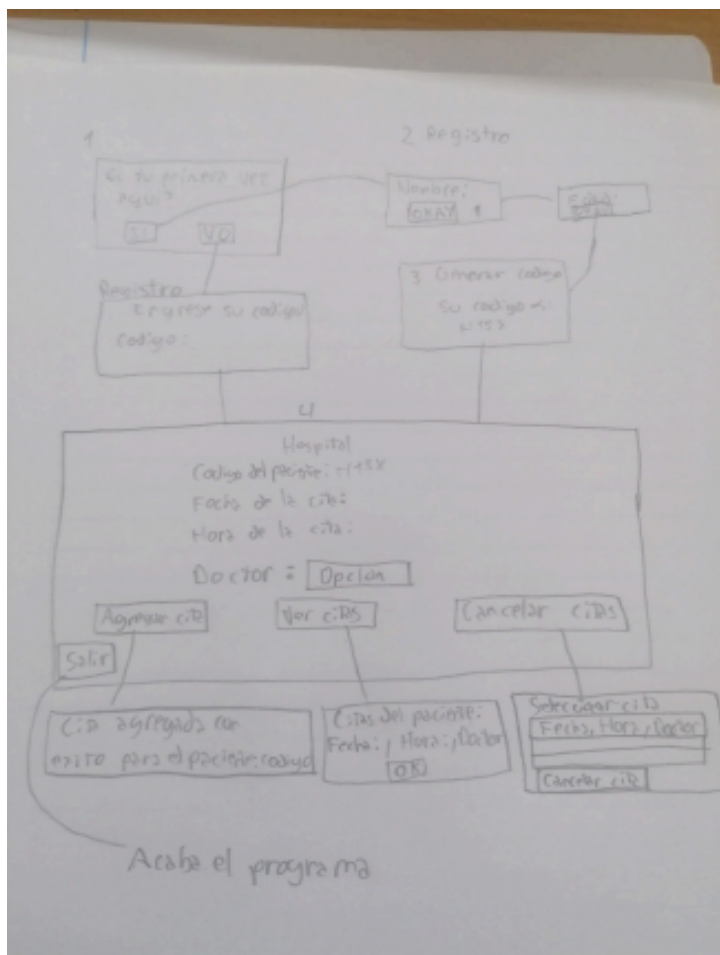 1
2 Registro
Es tu primera vez
aqui?
SI NO
Nombre:
OKAY
Edad:
Registro
Ingrese su codigo
Codigo:
3 Generar codigo
Su codigo es:
4
Hospital
Codigo del paciente:
Fecha de la cita:
Hora de la cita:
Doctor: Opcion
Agregar cita Ver citas Cancelar citas
Salir
Cita agregada con
exito para el paciente: codigo
Citas del paciente:
Fecha:, Hora:, Doctor
OK
Seleccionar cita
Fecha, Hora, Doctor
Cancelar cita
Acaba el programa